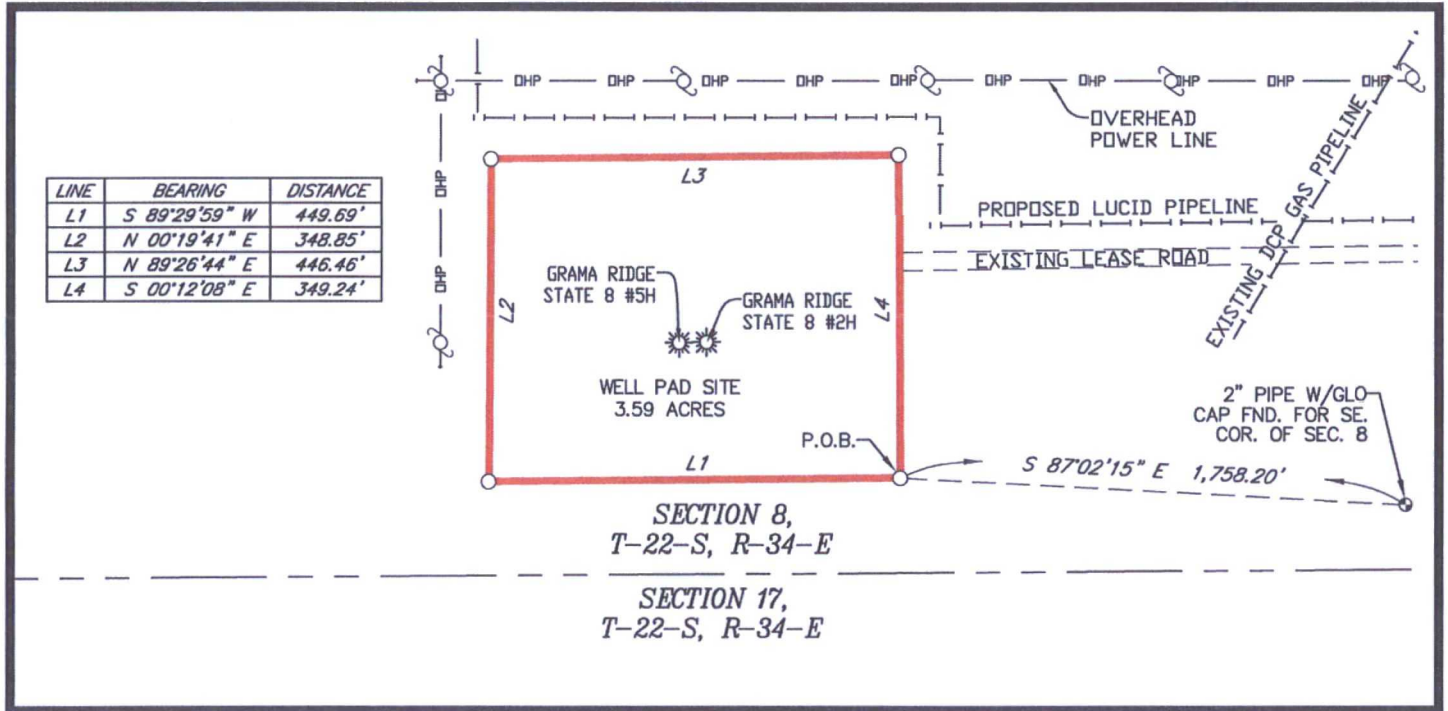 DHP DHP DHP DHP DHP DHP DHP DHP DHP DHP
DHP
DHP
DHP
OVERHEAD
POWER LINE
EXISTING DCP GAS PIPELINE
LINE BEARING DISTANCE
L1 S 89°29'59" W 449.69'
L2 N 00°19'41" E 348.85'
L3 N 89°26'44" E 446.46'
L4 S 00°12'08" E 349.24'
L3
PROPOSED LUCID PIPELINE
EXISTING LEASE ROAD
GRAMA RIDGE
STATE 8 #5H
GRAMA RIDGE
STATE 8 #2H
L2
L4
WELL PAD SITE
3.59 ACRES
2" PIPE W/GLO
CAP FND. FOR SE.
COR. OF SEC. 8
P.O.B.
L1
S 87°02'15" E 1,758.20'
SECTION 8,
T-22-S, R-34-E
SECTION 17,
T-22-S, R-34-E